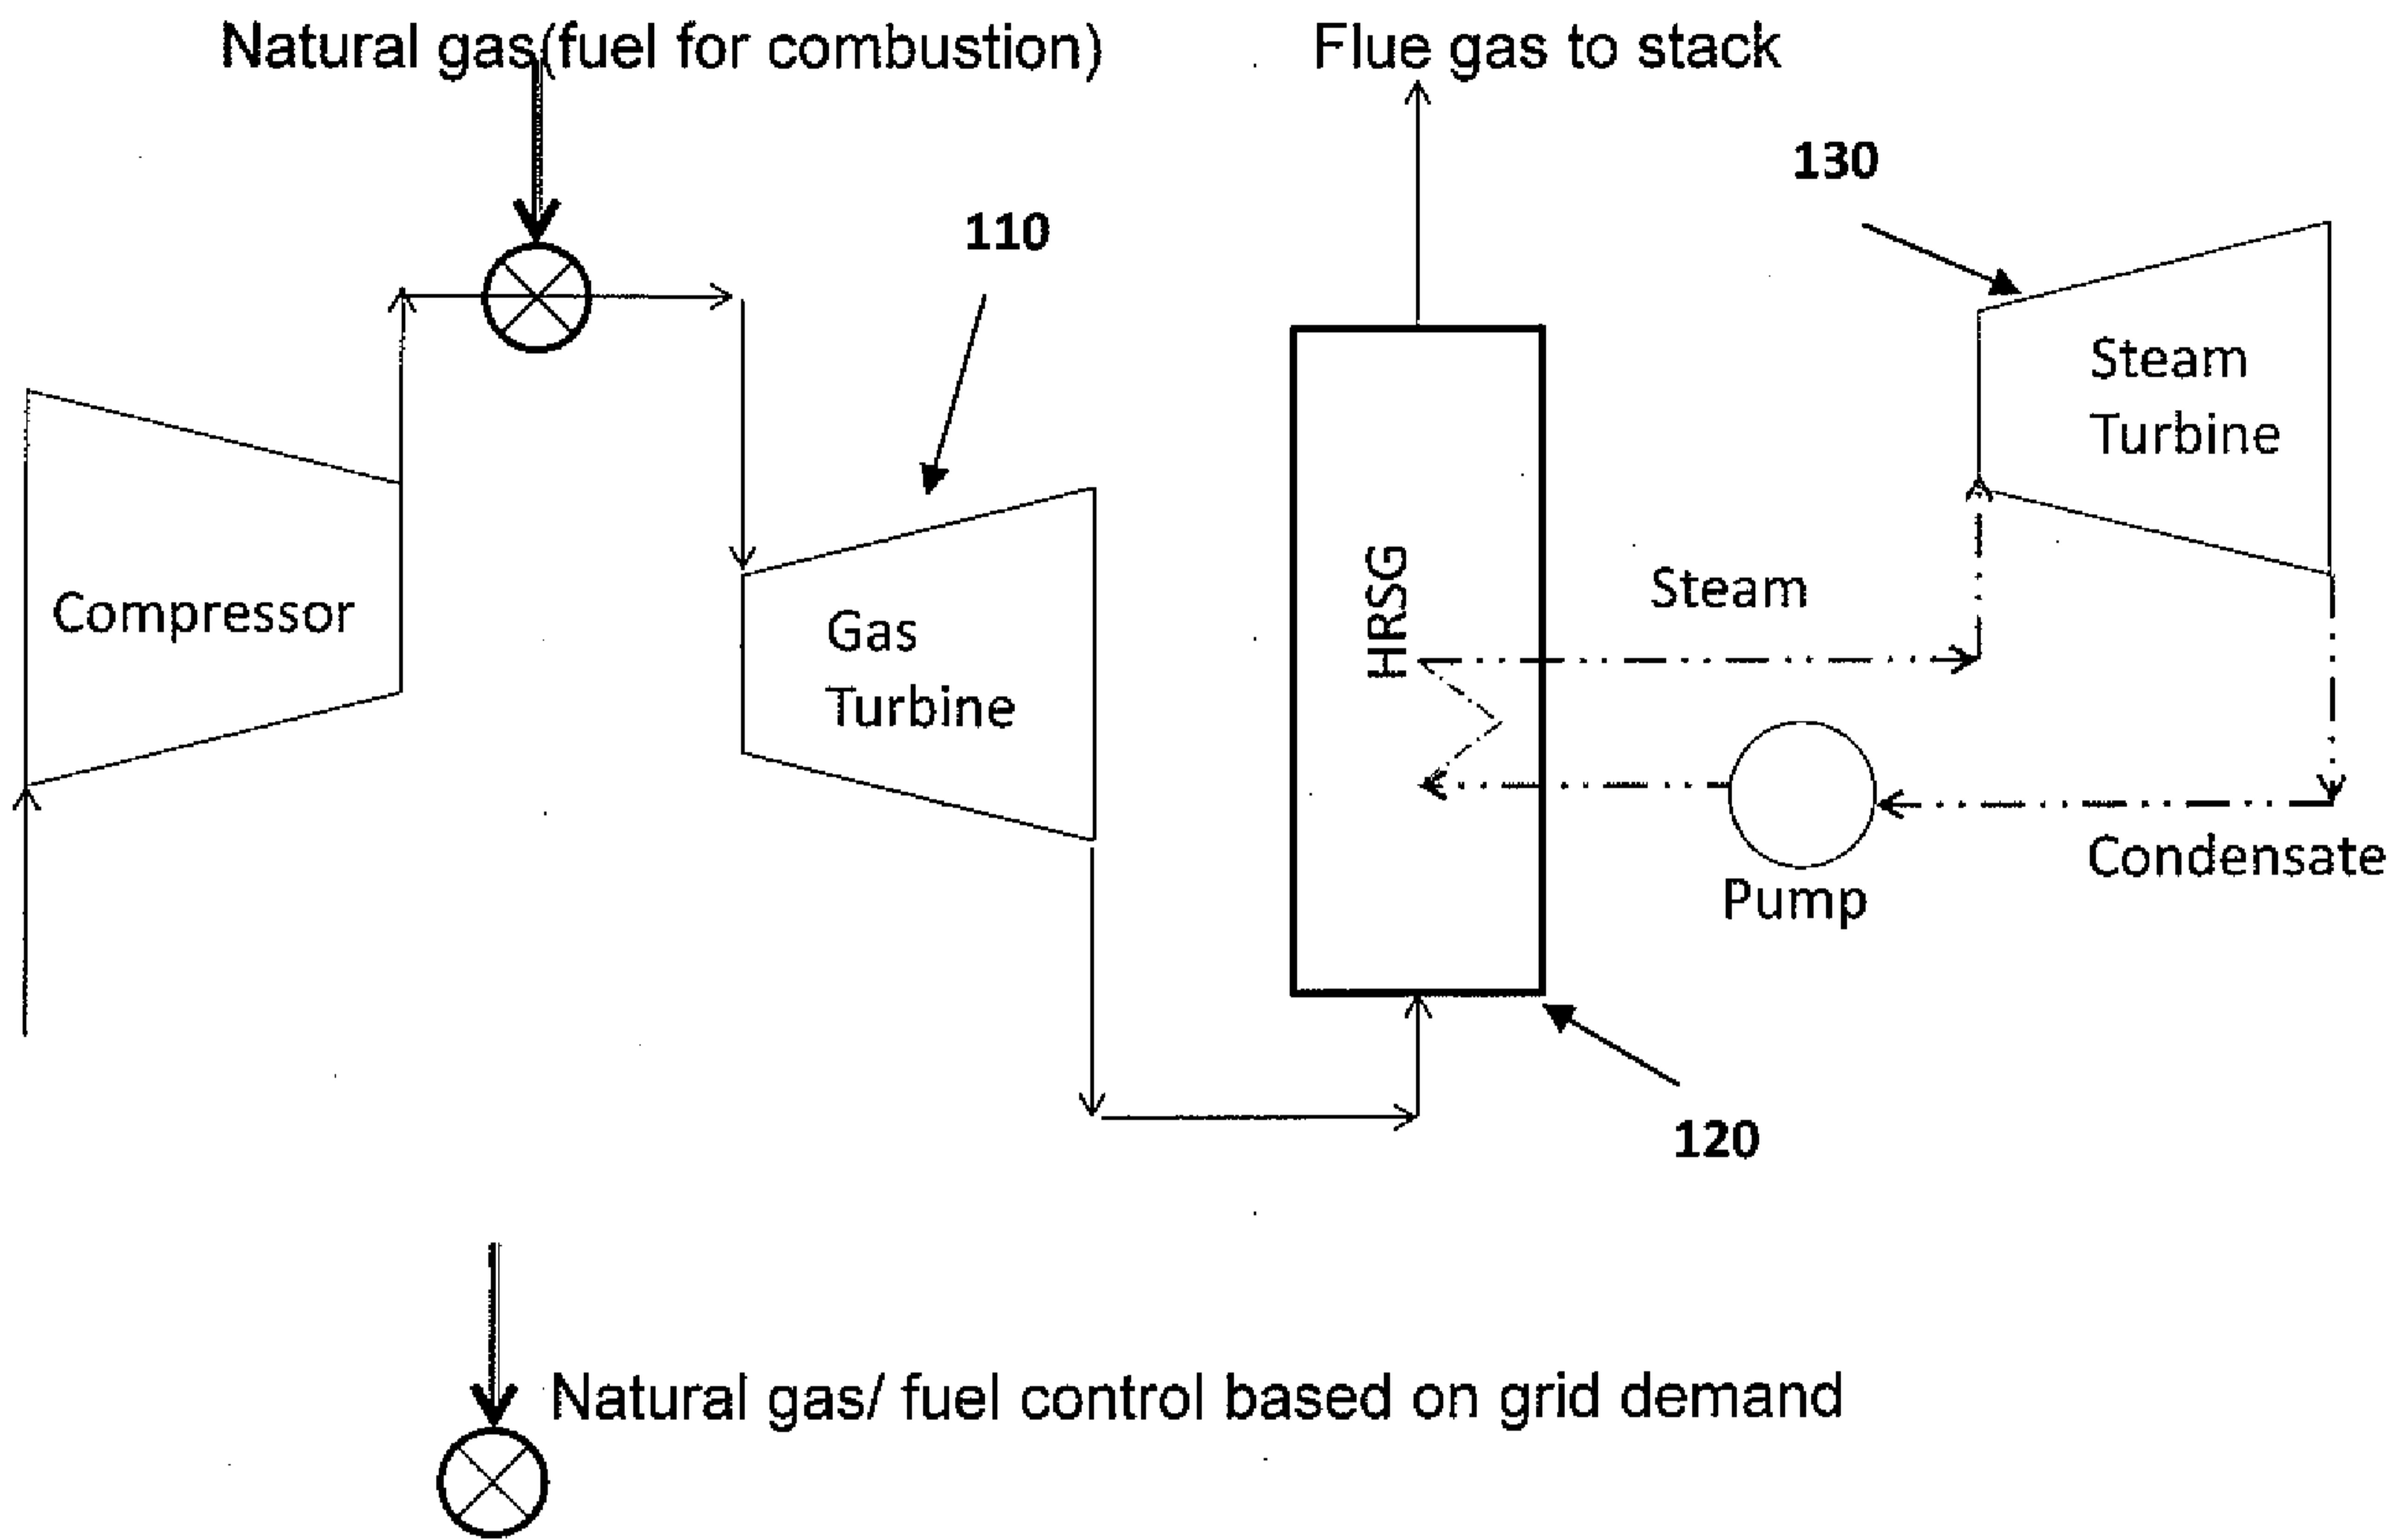 Natural gas(fuel for combustion)
Flue gas to stack
130
110
Steam
Turbine
Compressor
Gas
Turbine
HRSG
Steam
Pump
Condensate
120
Natural gas/ fuel control based on grid demand